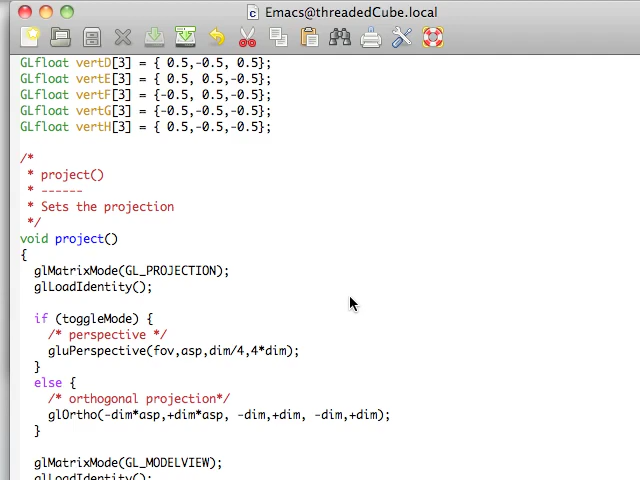 Emacs@threadedCube.local
GLfloat vertD[3] = { 0.5,-0.5, 0.5};
GLfloat vertE[3] = { 0.5, 0.5,-0.5};
GLfloat vertF[3] = {-0.5, 0.5,-0.5};
GLfloat vertG[3] = {-0.5,-0.5,-0.5};
GLfloat vertH[3] = { 0.5,-0.5,-0.5};
/*
 * project()
 * ------
 * Sets the projection
 */
void project()
{
  glMatrixMode(GL_PROJECTION);
  glLoadIdentity();
  if (toggleMode) {
    /* perspective */
    gluPerspective(fov,asp,dim/4,4*dim);
  }
  else {
    /* orthogonal projection*/
    glOrtho(-dim*asp,+dim*asp, -dim,+dim, -dim,+dim);
  }
  glMatrixMode(GL_MODELVIEW);
  glLoadIdentity();